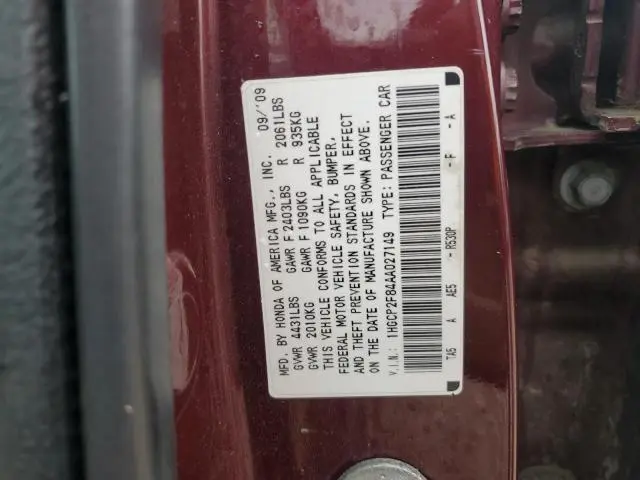 MFD. BY HONDA OF AMERICA MFG., INC. 09/'09
GVWR 4431LBS GAWR F 2403LBS R 2061LBS
GVWR 2010KG GAWR F 1090KG R 935KG
THIS VEHICLE CONFORMS TO ALL APPLICABLE
FEDERAL MOTOR VEHICLE SAFETY, BUMPER,
AND THEFT PREVENTION STANDARDS IN EFFECT
ON THE DATE OF MANUFACTURE SHOWN ABOVE.
V.I.N.: 1HGCP2F84AA027149 TYPE: PASSENGER CAR
TA5 A AE5 -R530P -F -A